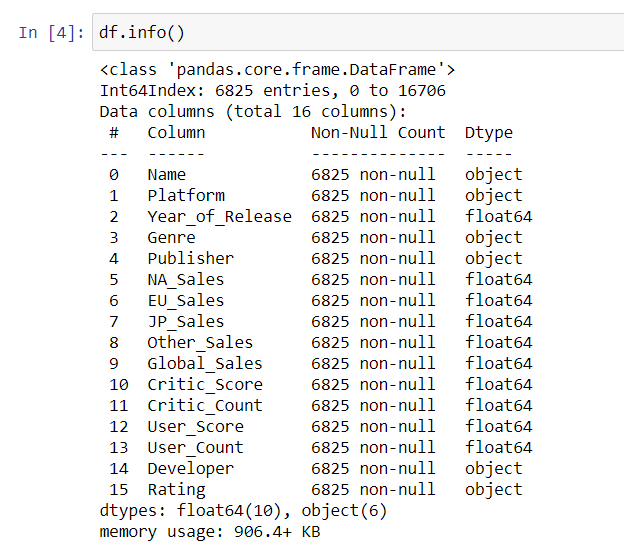 In [4]: df.info()
<class 'pandas.core.frame.DataFrame'>
Int64Index: 6825 entries, 0 to 16706
Data columns (total 16 columns):
 #   Column           Non-Null Count  Dtype
---  ------           --------------  -----
 0   Name             6825 non-null   object
 1   Platform         6825 non-null   object
 2   Year_of_Release  6825 non-null   float64
 3   Genre            6825 non-null   object
 4   Publisher        6825 non-null   object
 5   NA_Sales         6825 non-null   float64
 6   EU_Sales         6825 non-null   float64
 7   JP_Sales         6825 non-null   float64
 8   Other_Sales      6825 non-null   float64
 9   Global_Sales     6825 non-null   float64
 10  Critic_Score     6825 non-null   float64
 11  Critic_Count     6825 non-null   float64
 12  User_Score       6825 non-null   float64
 13  User_Count       6825 non-null   float64
 14  Developer        6825 non-null   object
 15  Rating           6825 non-null   object
dtypes: float64(10), object(6)
memory usage: 906.4+ KB